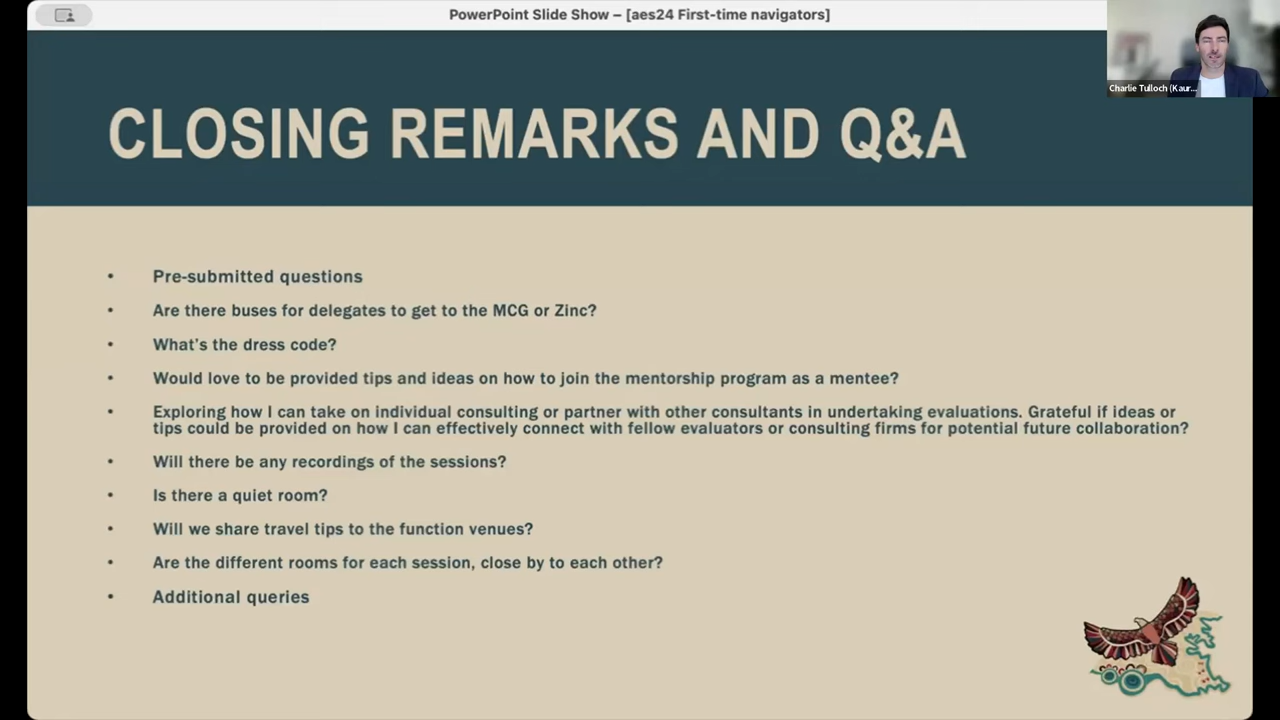 PowerPoint Slide Show – [aes24 First-time navigators]
Charlie Tulloch (Kaur...
CLOSING REMARKS AND Q&A
• Pre-submitted questions
• Are there buses for delegates to get to the MCG or Zinc?
• What's the dress code?
• Would love to be provided tips and ideas on how to join the mentorship program as a mentee?
• Exploring how I can take on individual consulting or partner with other consultants in undertaking evaluations. Grateful if ideas or
tips could be provided on how I can effectively connect with fellow evaluators or consulting firms for potential future collaboration?
• Will there be any recordings of the sessions?
• Is there a quiet room?
• Will we share travel tips to the function venues?
• Are the different rooms for each session, close by to each other?
• Additional queries